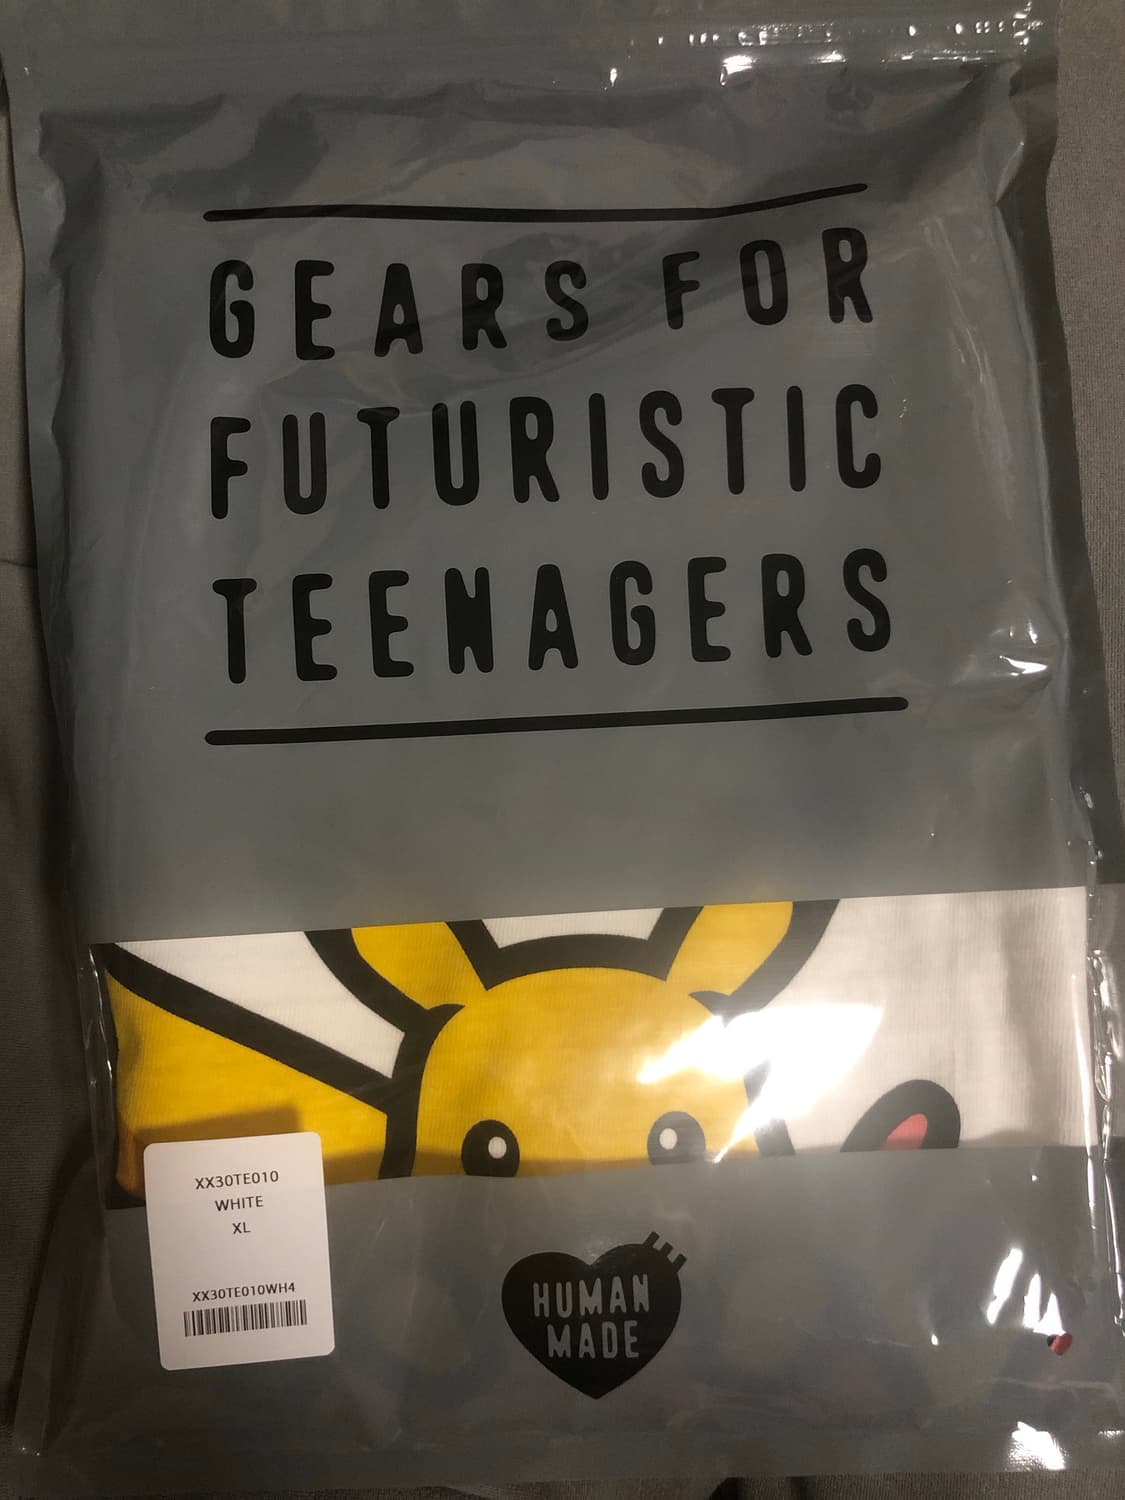 GEARS FOR
FUTURISTIC
TEENAGERS
XX30TE010
WHITE
XL
XX30TE010WH4
HUMAN
MADE